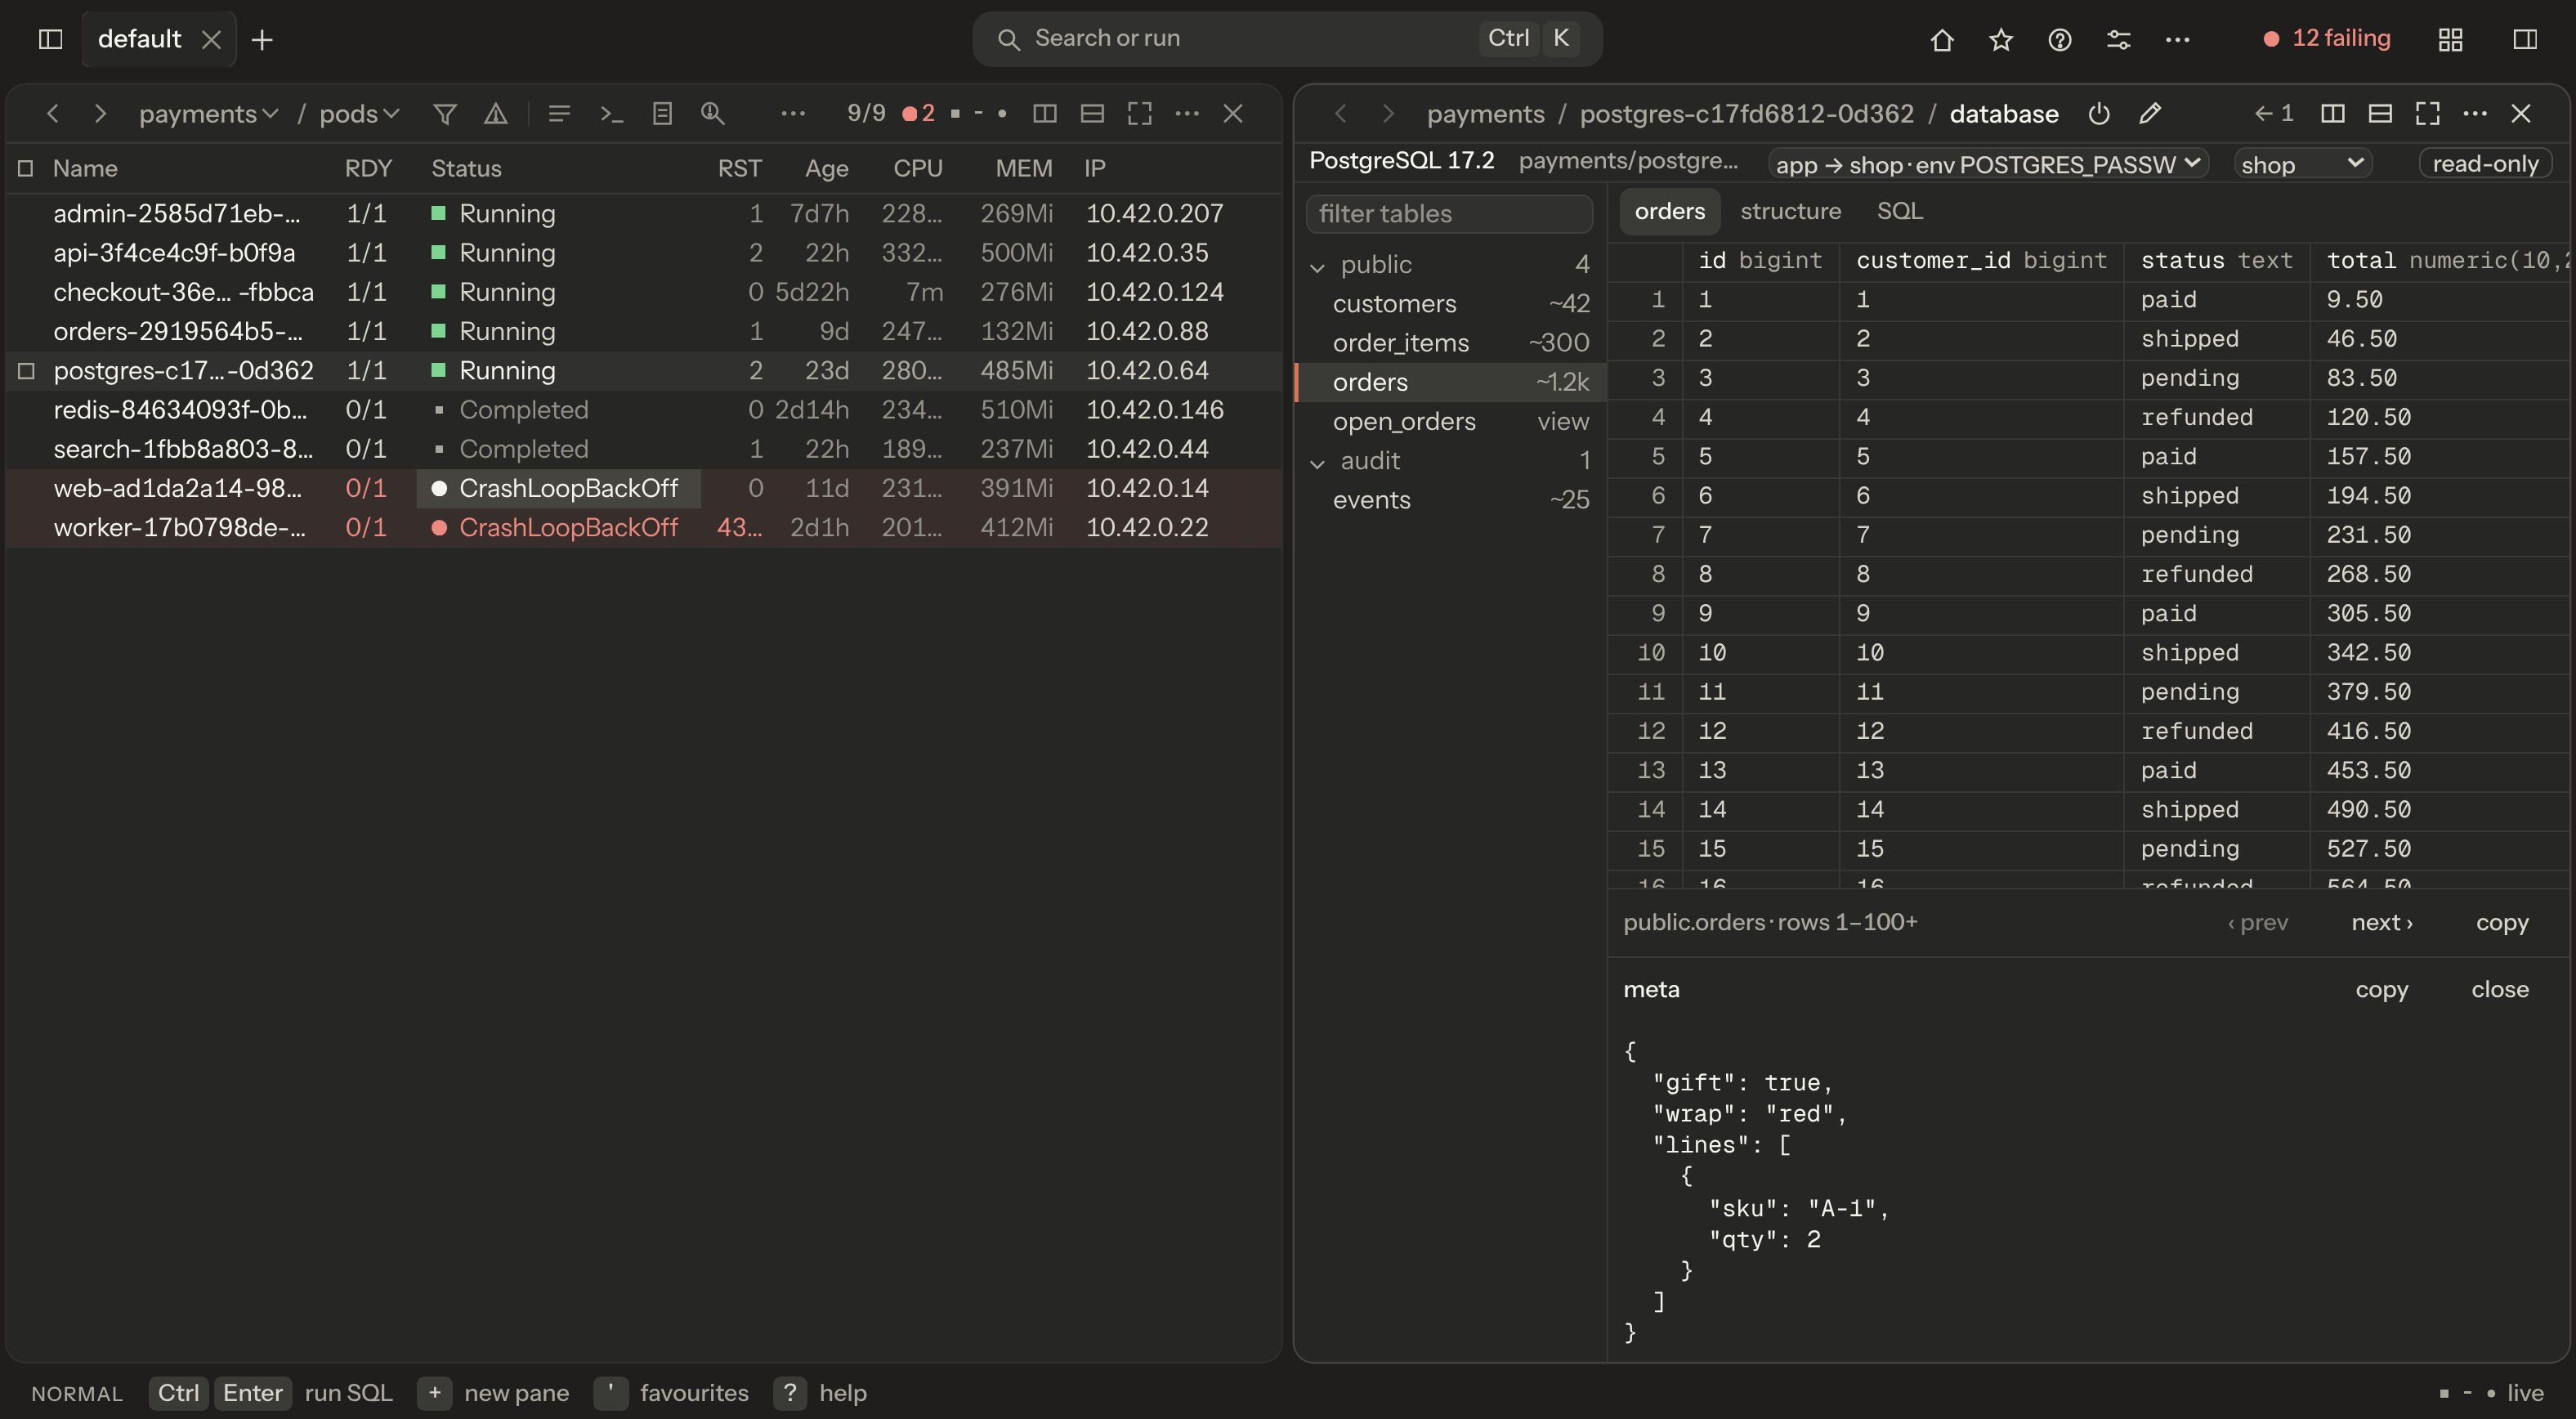 default
Search or run Ctrl K
12 failing
payments / pods
9/9 2
Name RDY Status RST Age CPU MEM IP
admin-2585d71eb-... 1/1 Running 1 7d7h 228... 269Mi 10.42.0.207
api-3f4ce4c9f-b0f9a 1/1 Running 2 22h 332... 500Mi 10.42.0.35
checkout-36e... -fbbca 1/1 Running 0 5d22h 7m 276Mi 10.42.0.124
orders-2919564b5-... 1/1 Running 1 9d 247... 132Mi 10.42.0.88
postgres-c17...-0d362 1/1 Running 2 23d 280... 485Mi 10.42.0.64
redis-84634093f-0b... 0/1 Completed 0 2d14h 234... 510Mi 10.42.0.146
search-1fbb8a803-8... 0/1 Completed 1 22h 189... 237Mi 10.42.0.44
web-ad1da2a14-98... 0/1 CrashLoopBackOff 0 11d 231... 391Mi 10.42.0.14
worker-17b0798de-... 0/1 CrashLoopBackOff 43... 2d1h 201... 412Mi 10.42.0.22
payments / postgres-c17fd6812-0d362 / database
← 1
PostgreSQL 17.2 payments/postgre... app → shop · env POSTGRES_PASSW shop read-only
filter tables
public 4
customers ~42
order_items ~300
orders ~1.2k
open_orders view
audit 1
events ~25
orders structure SQL
id bigint customer_id bigint status text total numeric(10,2
1 1 1 paid 9.50
2 2 2 shipped 46.50
3 3 3 pending 83.50
4 4 4 refunded 120.50
5 5 5 paid 157.50
6 6 6 shipped 194.50
7 7 7 pending 231.50
8 8 8 refunded 268.50
9 9 9 paid 305.50
10 10 10 shipped 342.50
11 11 11 pending 379.50
12 12 12 refunded 416.50
13 13 13 paid 453.50
14 14 14 shipped 490.50
15 15 15 pending 527.50
16 16 16 refunded 564.50
public.orders · rows 1–100+ ‹ prev next › copy
meta copy close
{
"gift": true,
"wrap": "red",
"lines": [
{
"sku": "A-1",
"qty": 2
}
]
}
NORMAL Ctrl Enter run SQL + new pane ' favourites ? help
live